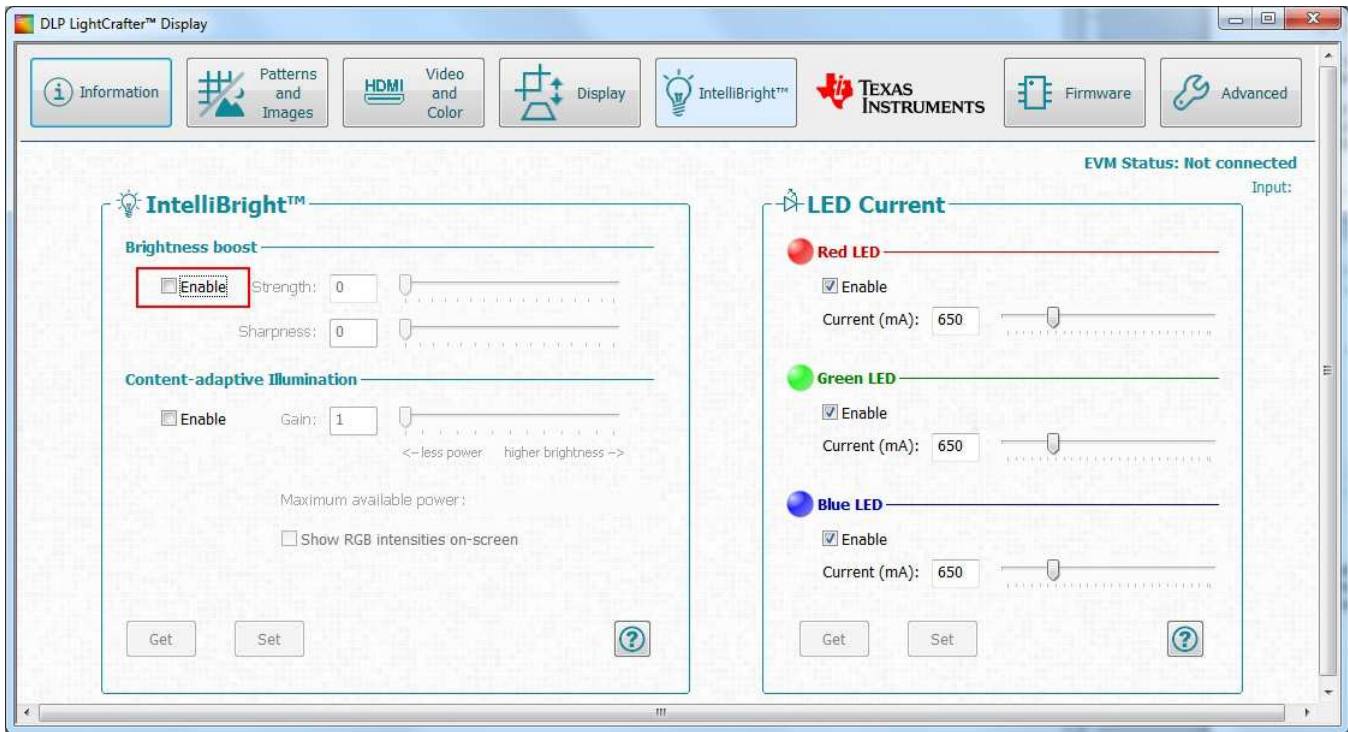 DLP LightCrafter™ Display
Information
Patterns
and
Images
HDMI
Video
and
Color
Display
IntelliBright™
TEXAS
INSTRUMENTS
Firmware
Advanced
EVM Status: Not connected
Input:
IntelliBright™
Brightness boost
Enable Strength: 0
Sharpness: 0
Content-adaptive Illumination
Enable Gain: 1
<-- less power higher brightness -->
Maximum available power:
Show RGB intensities on-screen
Get Set ?
LED Current
Red LED
Enable
Current (mA): 650
Green LED
Enable
Current (mA): 650
Blue LED
Enable
Current (mA): 650
Get Set ?